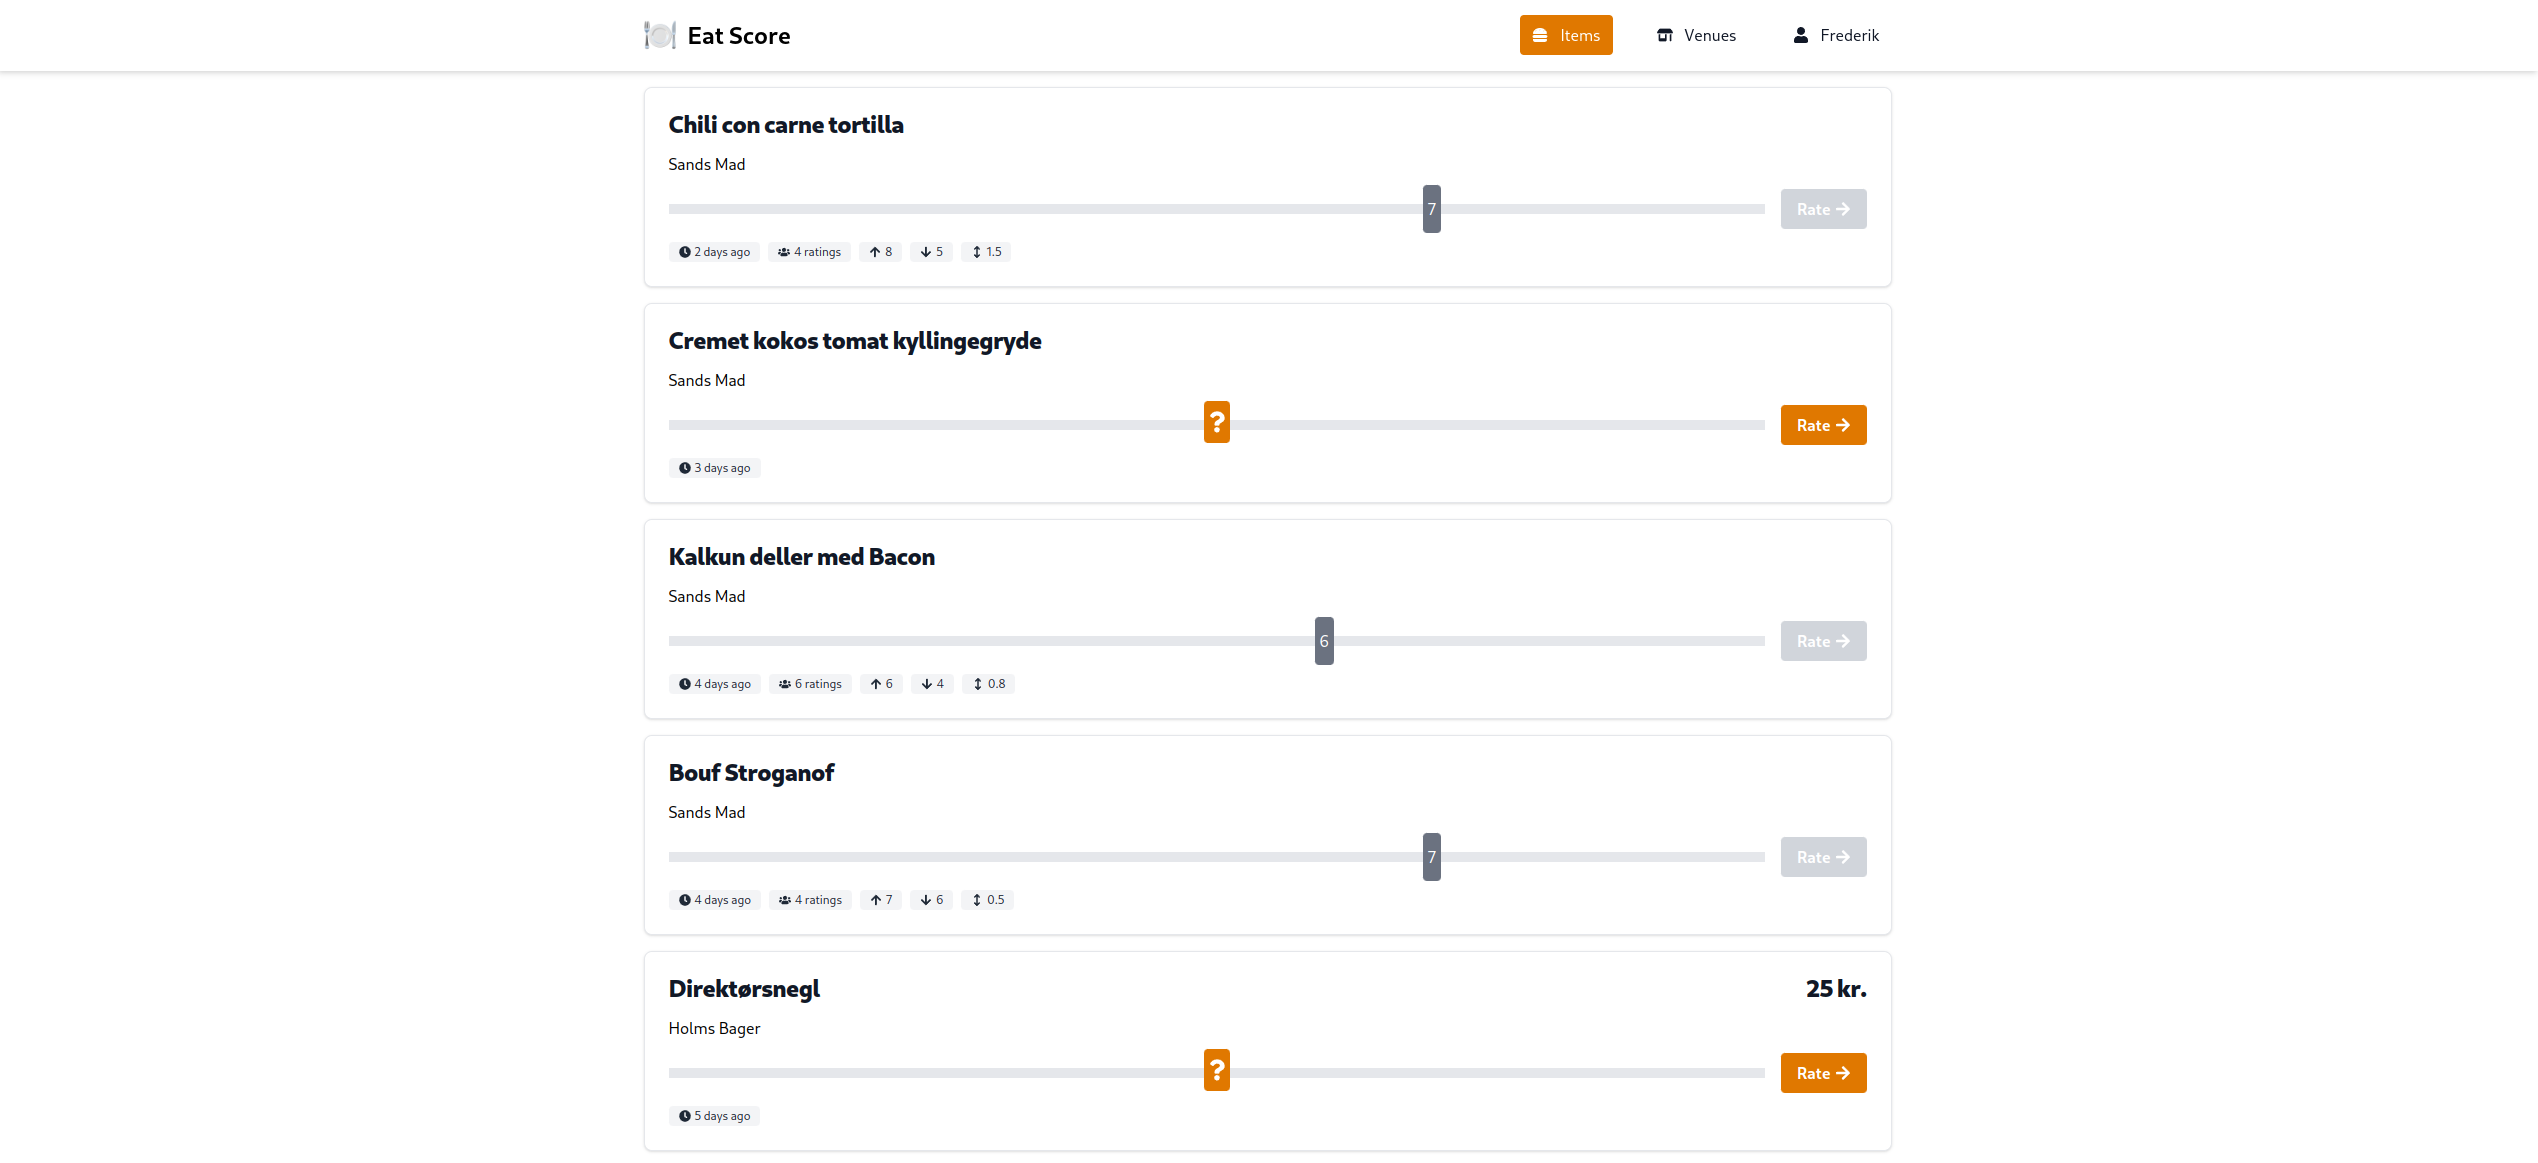 Eat Score
Items
Venues
Frederik
Chili con carne tortilla
Sands Mad
7
Rate
2 days ago 4 ratings 8 5 1.5
Cremet kokos tomat kyllingegryde
Sands Mad
?
Rate
3 days ago
Kalkun deller med Bacon
Sands Mad
6
Rate
4 days ago 6 ratings 6 4 0.8
Bouf Stroganof
Sands Mad
7
Rate
4 days ago 4 ratings 7 6 0.5
Direktørsnegl 25 kr.
Holms Bager
?
Rate
5 days ago